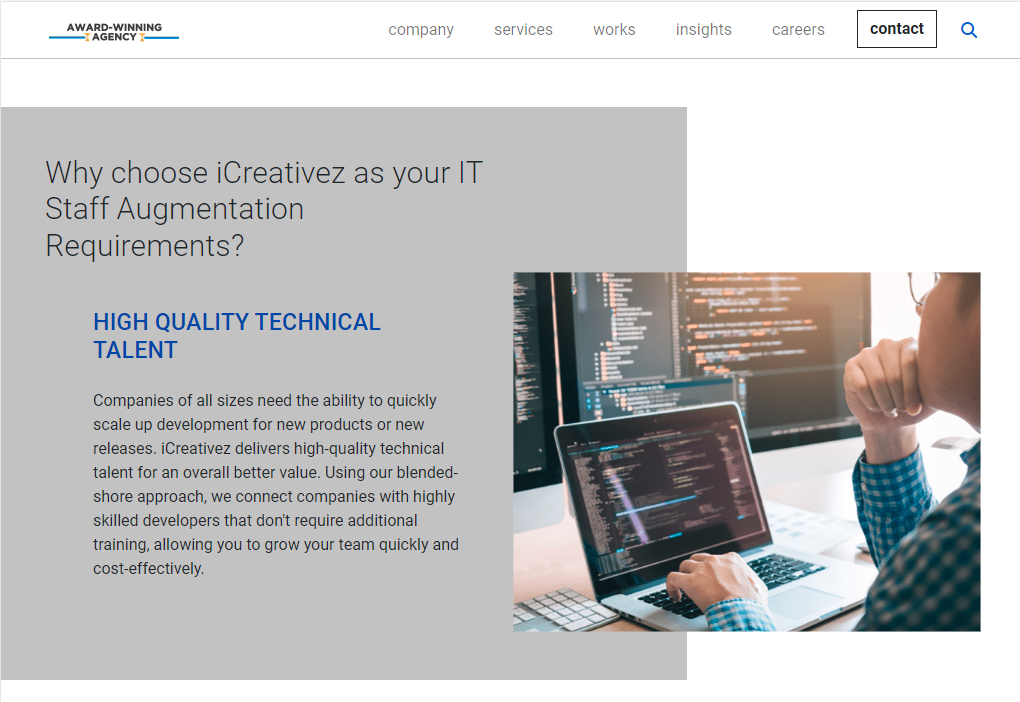 AWARD-WINNING
AGENCY
company services works insights careers contact
Why choose iCreativez as your IT
Staff Augmentation
Requirements?
HIGH QUALITY TECHNICAL
TALENT
Companies of all sizes need the ability to quickly
scale up development for new products or new
releases. iCreativez delivers high-quality technical
talent for an overall better value. Using our blended-
shore approach, we connect companies with highly
skilled developers that don't require additional
training, allowing you to grow your team quickly and
cost-effectively.